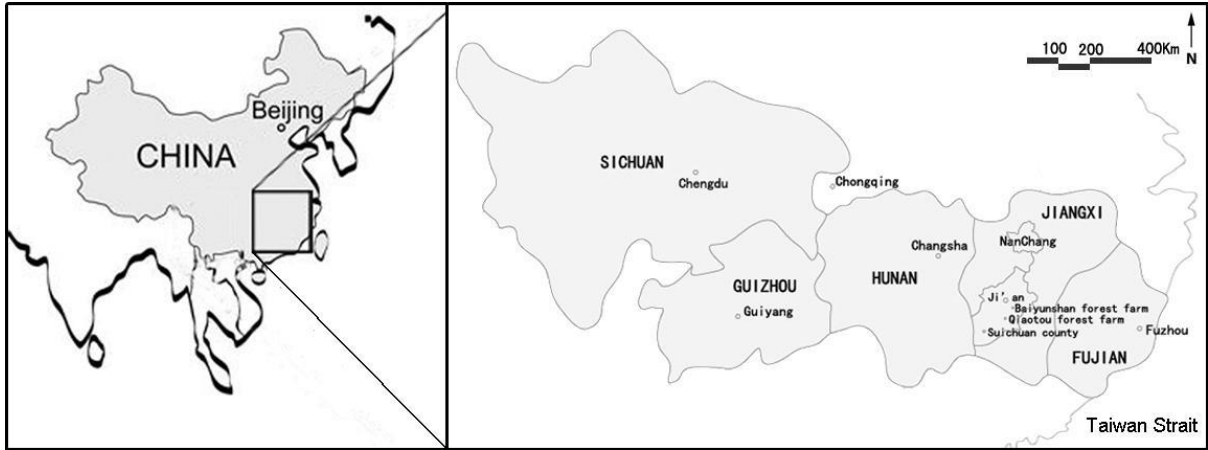 Beijing
CHINA
100 200 400Km
N
SICHUAN
Chengdu
Chongqing
JIANGXI
NanChang
Changsha
HUNAN
GUIZHOU
Guiyang
Ji' an
Baiyunshan forest farm
Qiaotou forest farm
Suichuan county
Fuzhou
FUJIAN
Taiwan Strait